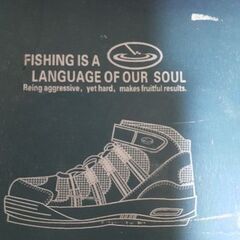 FISHING IS A
LANGUAGE OF OUR SOUL
Being aggressive, yet hard, makes fruitful results.